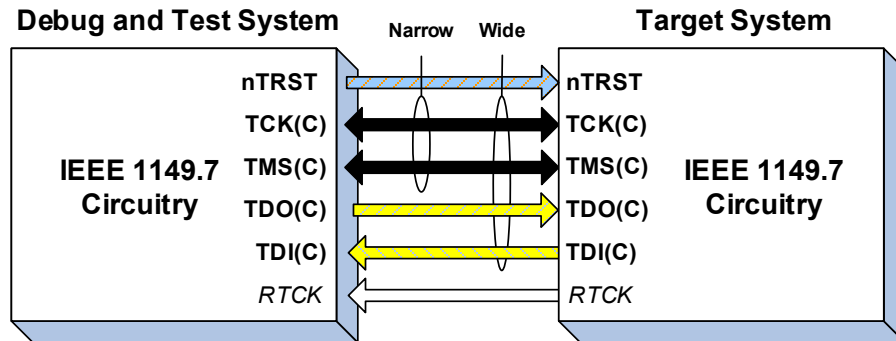 Debug and Test System
Narrow Wide
Target System
nTRST
nTRST
TCK(C)
TCK(C)
IEEE 1149.7
Circuitry
TMS(C)
TMS(C)
IEEE 1149.7
Circuitry
TDO(C)
TDO(C)
TDI(C)
TDI(C)
RTCK
RTCK